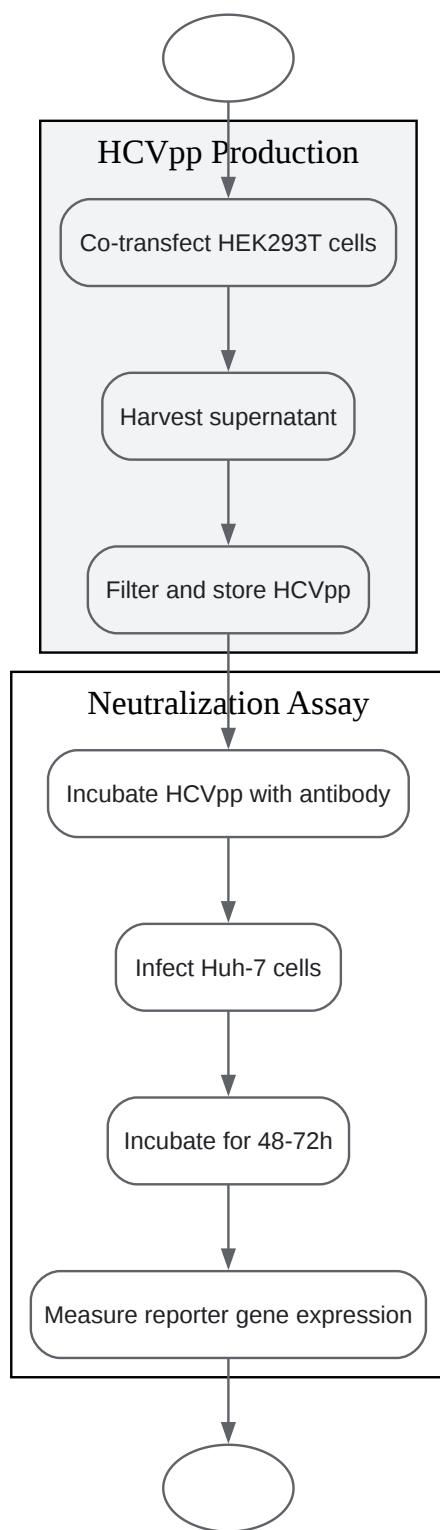 HCVpp Production
Co-transfect HEK293T cells
Harvest supernatant
Filter and store HCVpp
Neutralization Assay
Incubate HCVpp with antibody
Infect Huh-7 cells
Incubate for 48-72h
Measure reporter gene expression